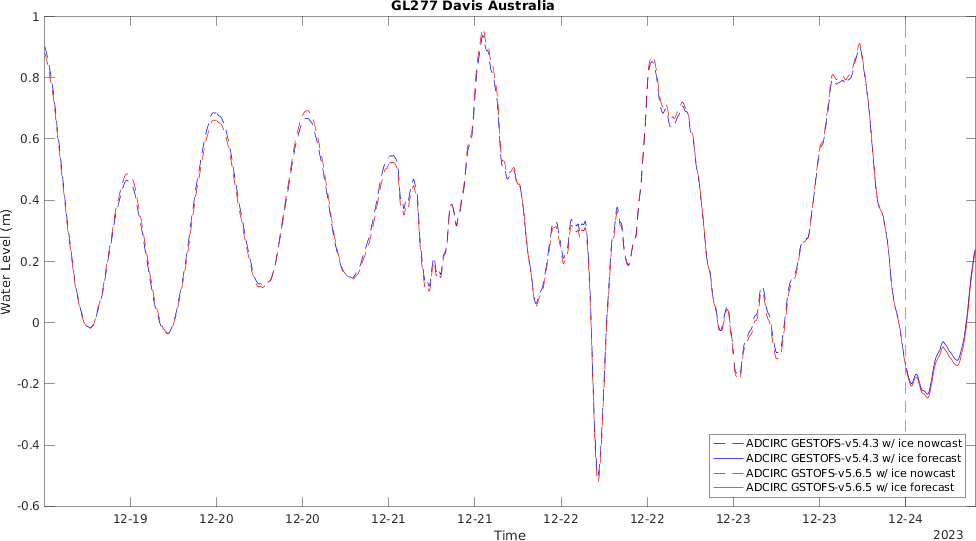 GL277 Davis Australia
1
0.8
0.6
0.4
0.2
0
-0.2
-0.4
-0.6
Water Level (m)
ADCIRC GESTOFS-v5.4.3 w/ ice nowcast
ADCIRC GESTOFS-v5.4.3 w/ ice forecast
ADCIRC GSTOFS-v5.6.5 w/ ice nowcast
ADCIRC GSTOFS-v5.6.5 w/ ice forecast
12-19 12-20 12-20 12-21 12-21 12-22 12-22 12-23 12-23 12-24
Time
2023